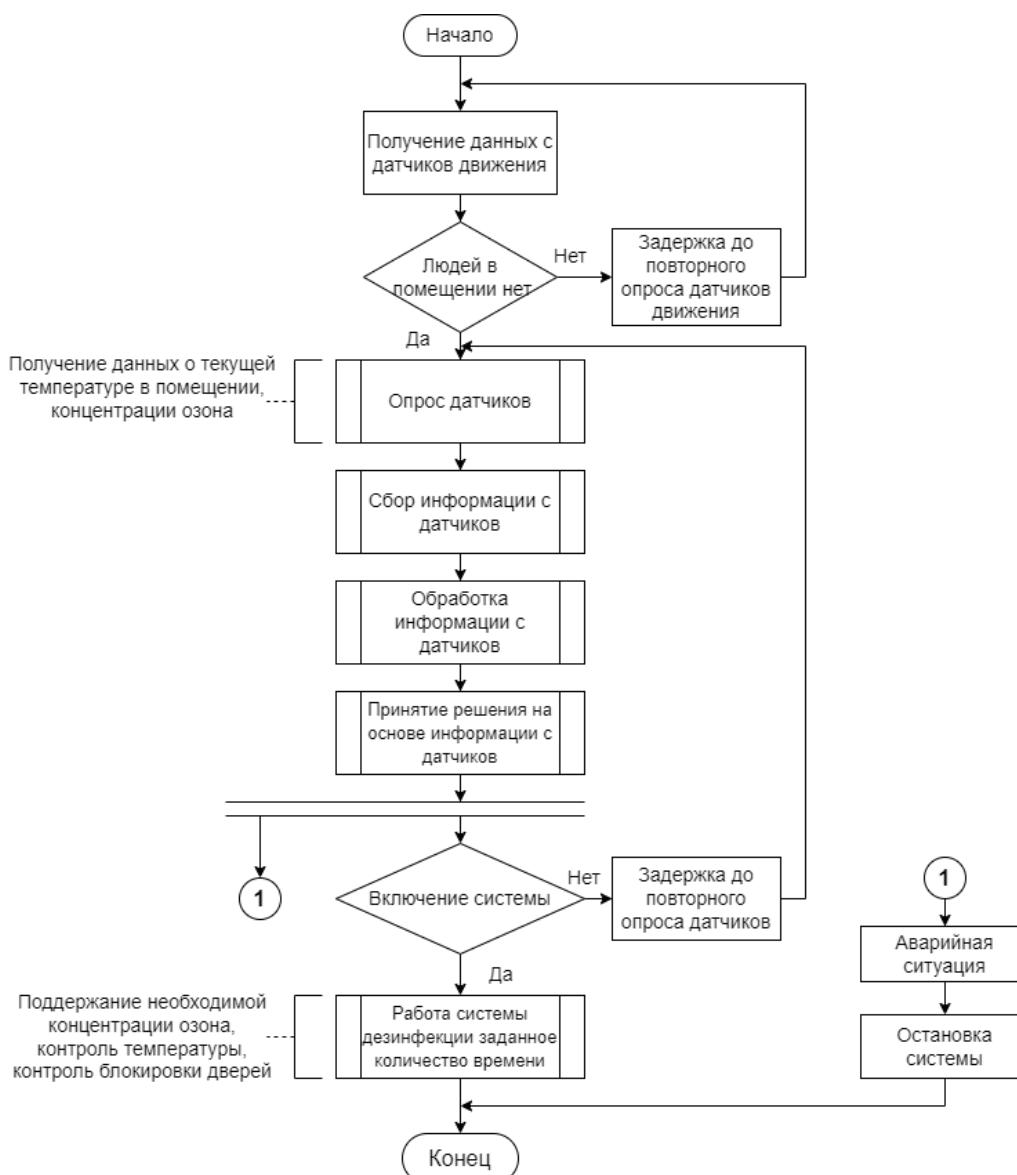 Начало
Получение данных с
датчиков движения
Людей в
помещении нет
Нет
Задержка до
повторного
опроса датчиков
движения
Да
Получение данных о текущей
температуре в помещении,
концентрации озона
Опрос датчиков
Сбор информации с
датчиков
Обработка
информации с
датчиков
Принятие решения на
основе информации с
датчиков
1
Включение системы
Нет
Задержка до
повторного
опроса датчиков
1
Аварийная
ситуация
Остановка
системы
Да
Поддержание необходимой
концентрации озона,
контроль температуры,
контроль блокировки дверей
Работа системы
дезинфекции заданное
количество времени
Конец